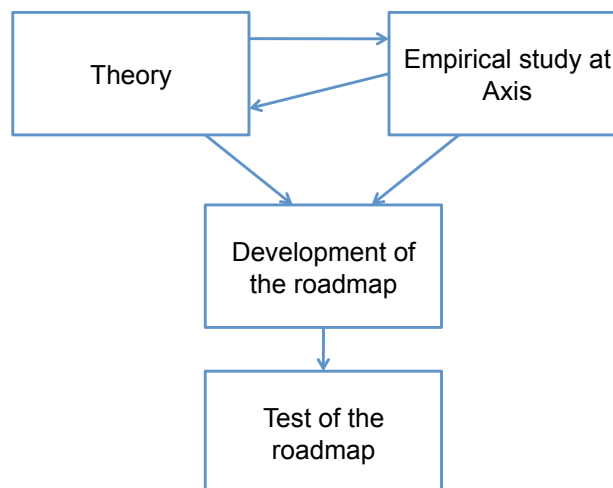 Theory
Empirical study at
Axis
Development of
the roadmap
Test of the
roadmap